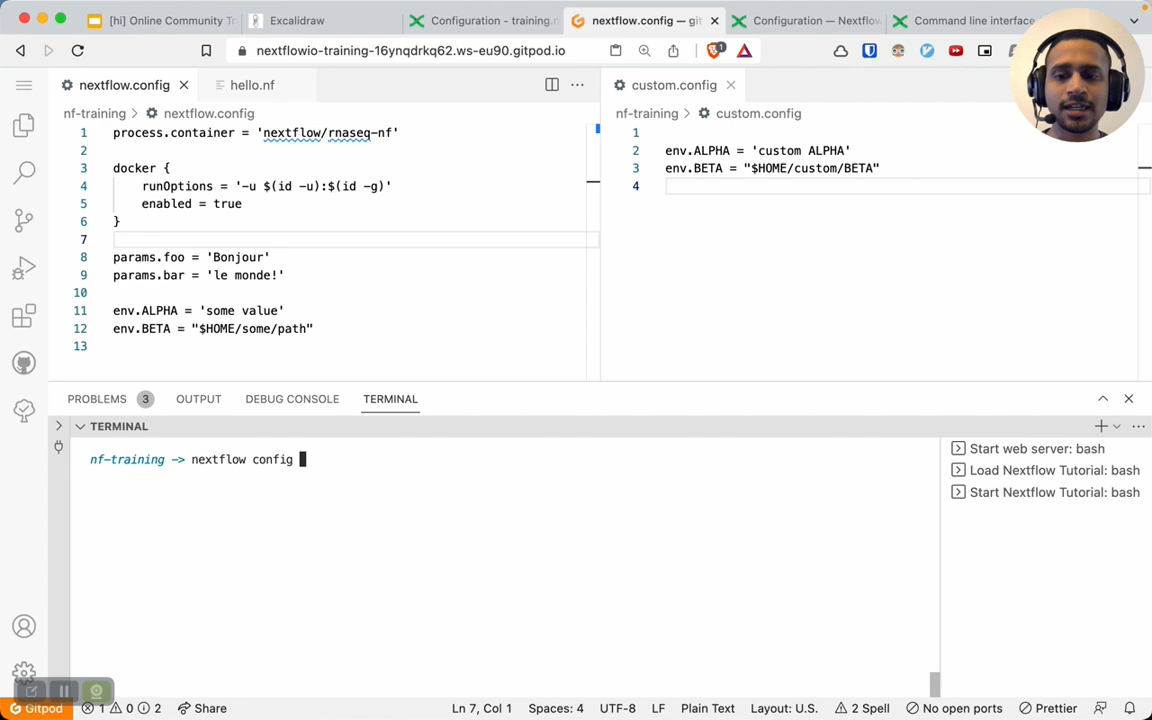 [hi] Online Community Tr
Excalidraw
Configuration - training.n
nextflow.config — git
Configuration — Nextflow
Command line interface
nextflowio-training-16ynqdrkq62.ws-eu90.gitpod.io
1
nextflow.config
hello.nf
custom.config
nf-training > nextflow.config
nf-training > custom.config
1 process.container = 'nextflow/rnaseq-nf'
2
3 docker {
4 runOptions = '-u $(id -u):$(id -g)'
5 enabled = true
6 }
7
8 params.foo = 'Bonjour'
9 params.bar = 'le monde!'
10
11 env.ALPHA = 'some value'
12 env.BETA = "$HOME/some/path"
13
1
2 env.ALPHA = 'custom ALPHA'
3 env.BETA = "$HOME/custom/BETA"
4
PROBLEMS 3 OUTPUT DEBUG CONSOLE TERMINAL
TERMINAL
nf-training -> nextflow config
Start web server: bash
Load Nextflow Tutorial: bash
Start Nextflow Tutorial: bash
Gitpod 1 0 2 Share Ln 7, Col 1 Spaces: 4 UTF-8 LF Plain Text Layout: U.S. 2 Spell No open ports Prettier